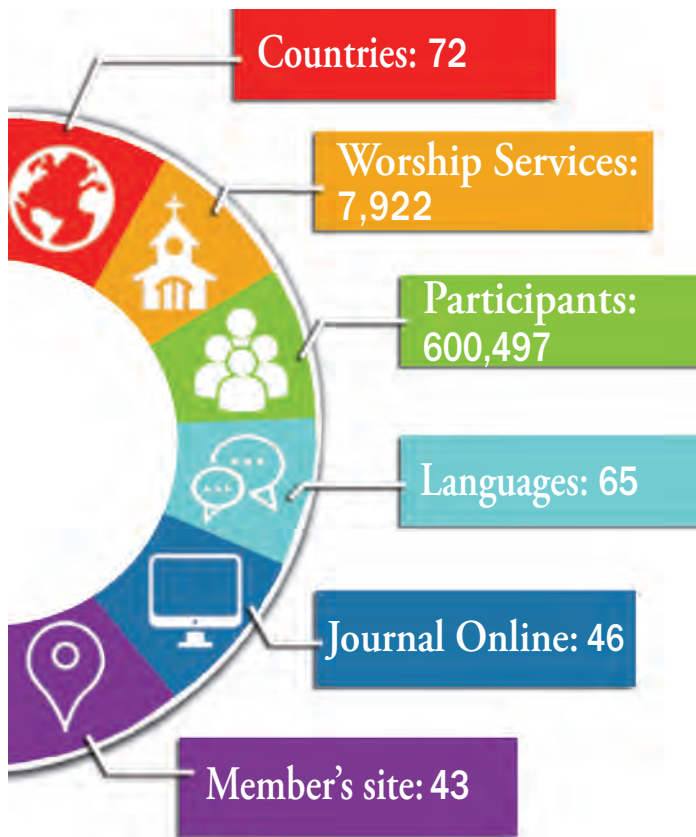 Countries: 72
Worship Services:
7,922
Participants:
600,497
Languages: 65
Journal Online: 46
Member’s site: 43